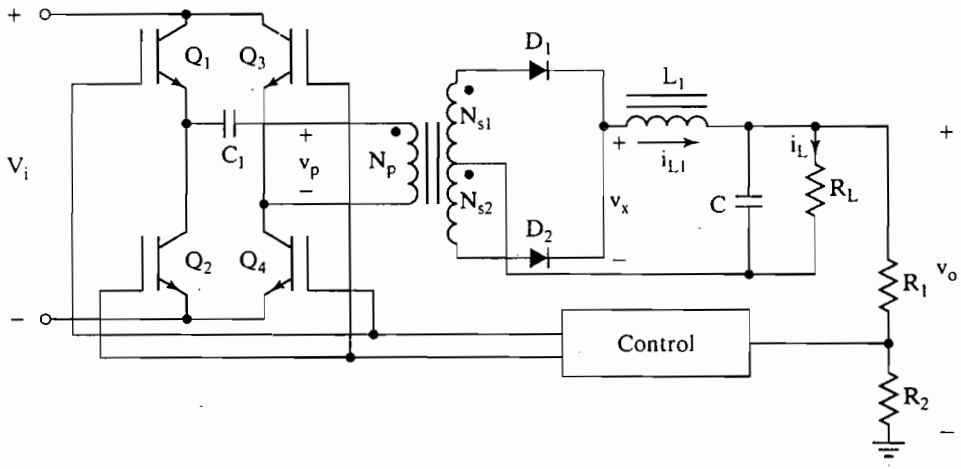 +
Q1
Q3
Vi
C1
+
vp
−
Np
Ns1
Ns2
D1
D2
L1
+
iL1
vx
−
C
iL
RL
+
R1
vo
Q2
Q4
−
Control
R2
−